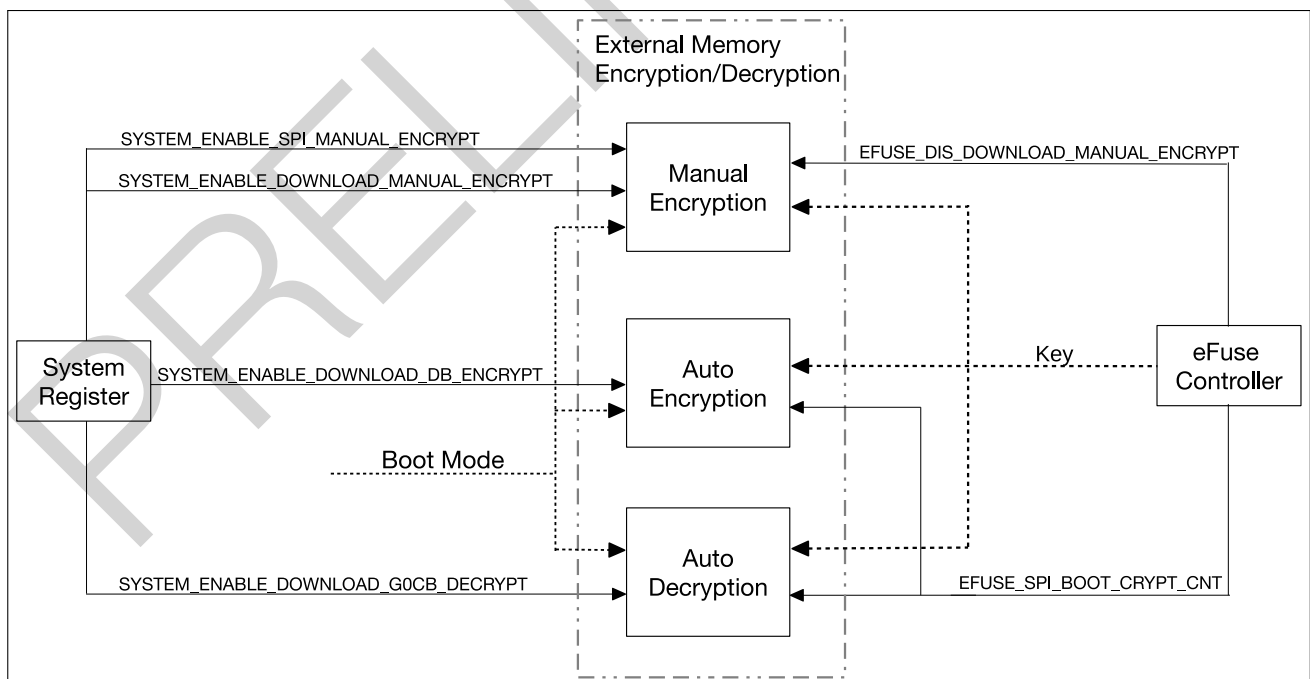 External Memory
Encryption/Decryption
SYSTEM_ENABLE_SPI_MANUAL_ENCRYPT
EFUSE_DIS_DOWNLOAD_MANUAL_ENCRYPT
SYSTEM_ENABLE_DOWNLOAD_MANUAL_ENCRYPT
Manual
Encryption
System
Register
SYSTEM_ENABLE_DOWNLOAD_DB_ENCRYPT
Auto
Encryption
Key
eFuse
Controller
Boot Mode
Auto
Decryption
SYSTEM_ENABLE_DOWNLOAD_G0CB_DECRYPT
EFUSE_SPI_BOOT_CRYPT_CNT